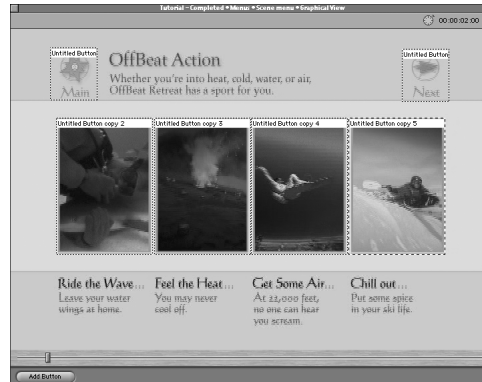 Tutorial – Completed • Menus • Scene menu • Graphical View
00:00:02:00
Untitled Button
Main
OffBeat Action
Whether you're into heat, cold, water, or air,
OffBeat Retreat has a sport for you.
Untitled Button
Next
Untitled Button copy 2
Untitled Button copy 3
Untitled Button copy 4
Untitled Button copy 5
Ride the Wave...
Leave your water
wings at home.
Feel the Heat...
You may never
cool off.
Get Some Air...
At 22,000 feet,
no one can hear
you scream.
Chill out...
Put some spice
in your ski life.
Add Button